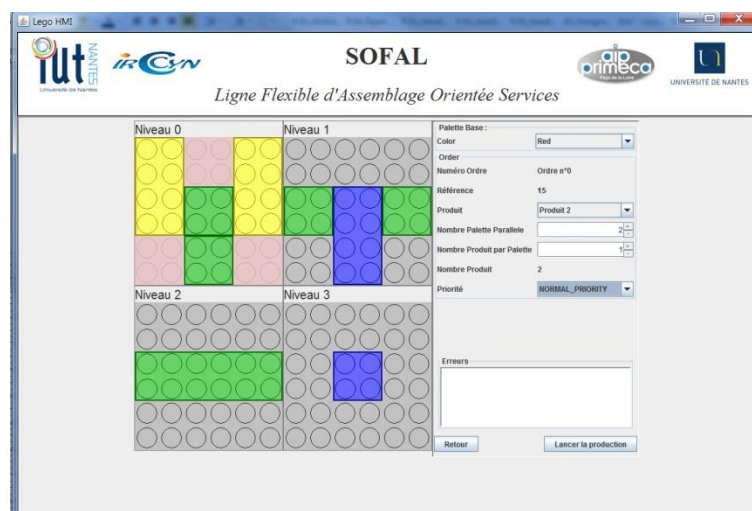 Lego HMI
iut NANTES
Université de Nantes
IRCCyN
SOFAL
Ligne Flexible d'Assemblage Orientée Services
aip
primeca
Pays de la Loire
UNIVERSITÉ DE NANTES
Niveau 0
Niveau 1
Niveau 2
Niveau 3
Palette Base :
Color Red
Order
Numéro Ordre Ordre n°0
Référence 15
Produit Produit 2
Nombre Palette Parallele 2
Nombre Produit par Palette 1
Nombre Produit 2
Priorité NORMAL_PRIORITY
Erreurs
Retour Lancer la production